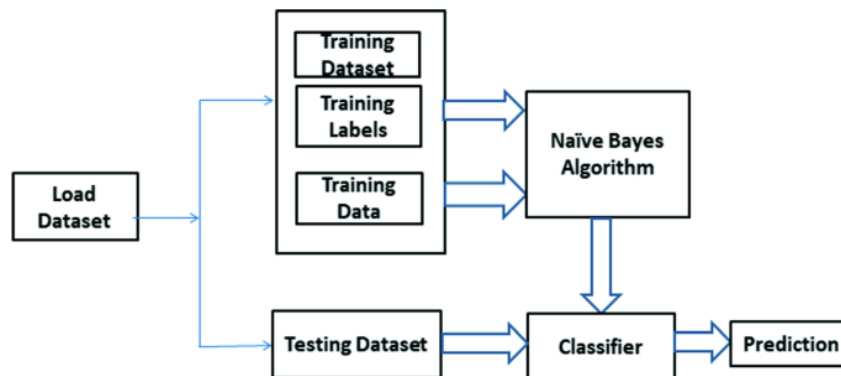 Training
Dataset
Training
Labels
Training
Data
Naïve Bayes
Algorithm
Load
Dataset
Testing Dataset
Classifier
Prediction